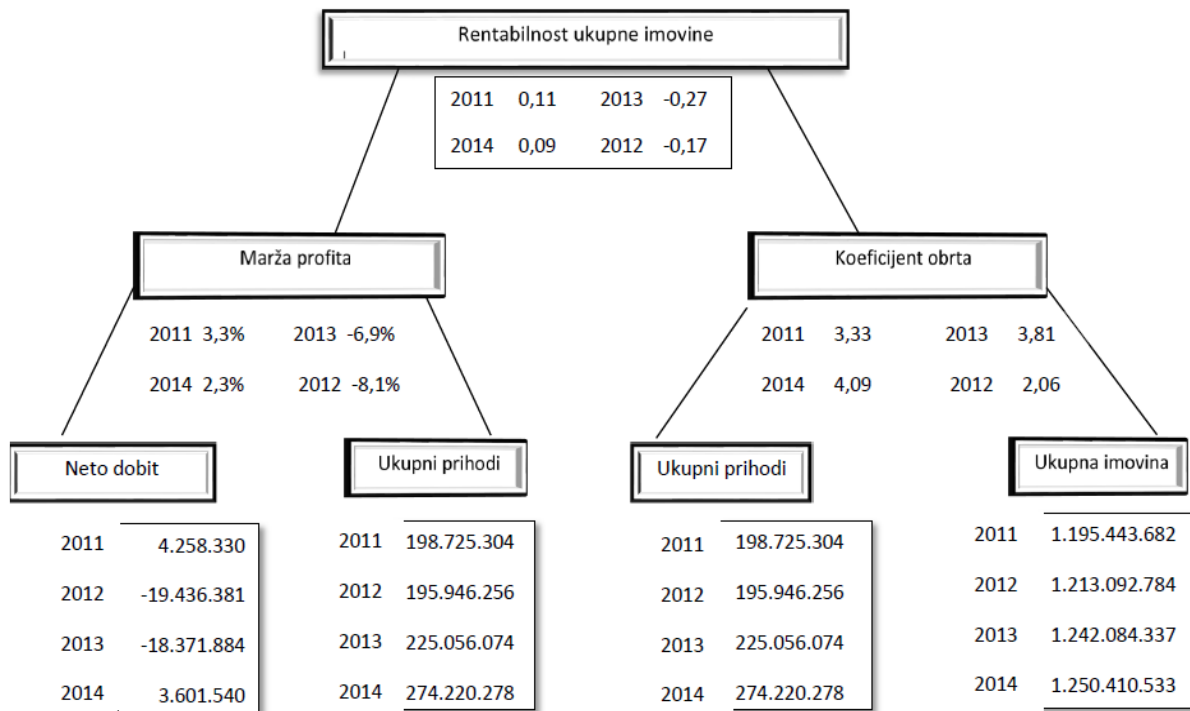 Rentabilnost ukupne imovine
2011 0,11 2013 -0,27
2014 0,09 2012 -0,17
Marža profita
2011 3,3% 2013 -6,9%
2014 2,3% 2012 -8,1%
Koeficijent obrta
2011 3,33 2013 3,81
2014 4,09 2012 2,06
Neto dobit
2011 4.258.330
2012 -19.436.381
2013 -18.371.884
2014 3.601.540
Ukupni prihodi
2011 198.725.304
2012 195.946.256
2013 225.056.074
2014 274.220.278
Ukupni prihodi
2011 198.725.304
2012 195.946.256
2013 225.056.074
2014 274.220.278
Ukupna imovina
2011 1.195.443.682
2012 1.213.092.784
2013 1.242.084.337
2014 1.250.410.533